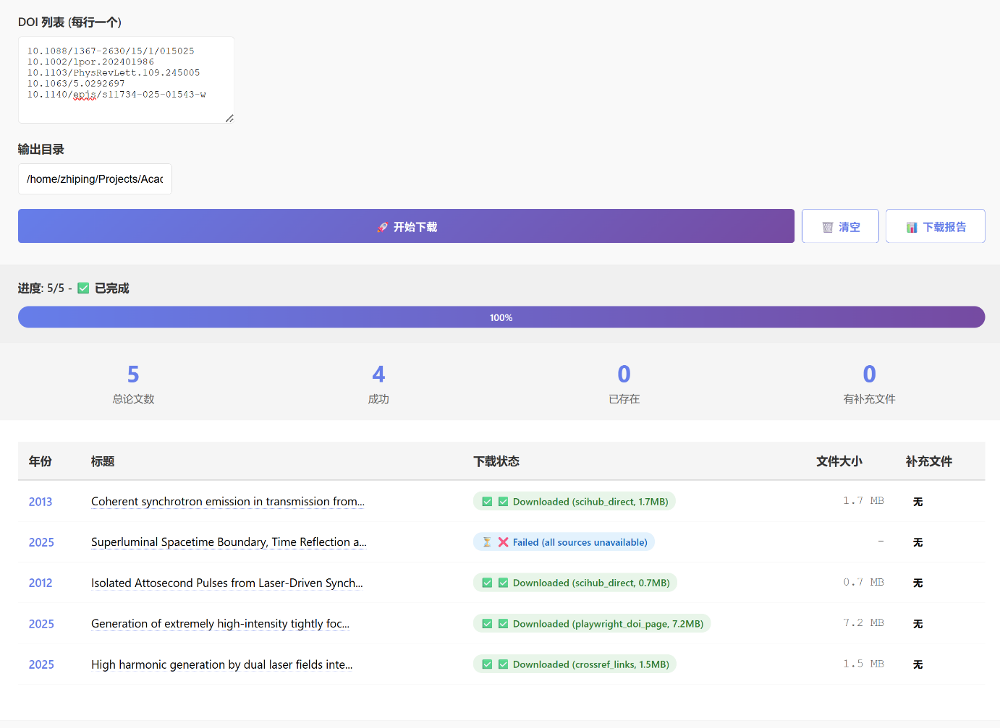 DOI 列表 (每行一个)
10.1088/1367-2630/15/1/015025
10.1002/lpor.202401986
10.1103/PhysRevLett.109.245005
10.1063/5.0292697
10.1140/epjs/s11734-025-01543-w
输出目录
/home/zhiping/Projects/Acac
🚀 开始下载
🗑️ 清空
📊 下载报告
进度: 5/5 - ✅ 已完成
100%
5
总论文数
4
成功
0
已存在
0
有补充文件
年份 标题 下载状态 文件大小 补充文件
2013 Coherent synchrotron emission in transmission from... ✅ ✅ Downloaded (scihub_direct, 1.7MB) 1.7 MB 无
2025 Superluminal Spacetime Boundary, Time Reflection a... ⏳ ❌ Failed (all sources unavailable) - 无
2012 Isolated Attosecond Pulses from Laser-Driven Synch... ✅ ✅ Downloaded (scihub_direct, 0.7MB) 0.7 MB 无
2025 Generation of extremely high-intensity tightly foc... ✅ ✅ Downloaded (playwright_doi_page, 7.2MB) 7.2 MB 无
2025 High harmonic generation by dual laser fields inte... ✅ ✅ Downloaded (crossref_links, 1.5MB) 1.5 MB 无